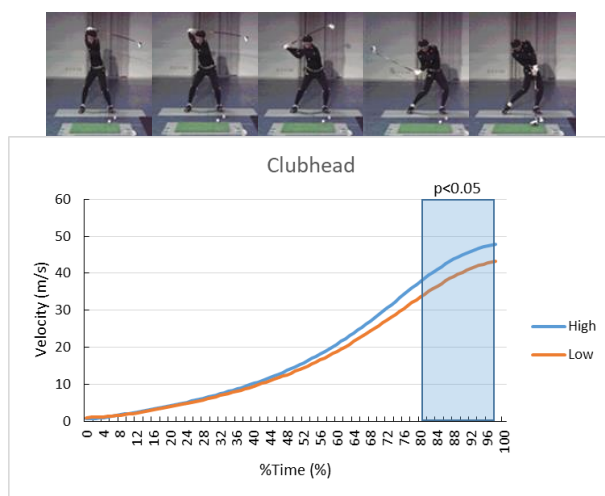 Clubhead
p<0.05
60
50
40
30
20
10
0
Velocity (m/s)
0 4 8 12 16 20 24 28 32 36 40 44 48 52 56 60 64 68 72 76 80 84 88 92 96 100
%Time (%)
High
Low